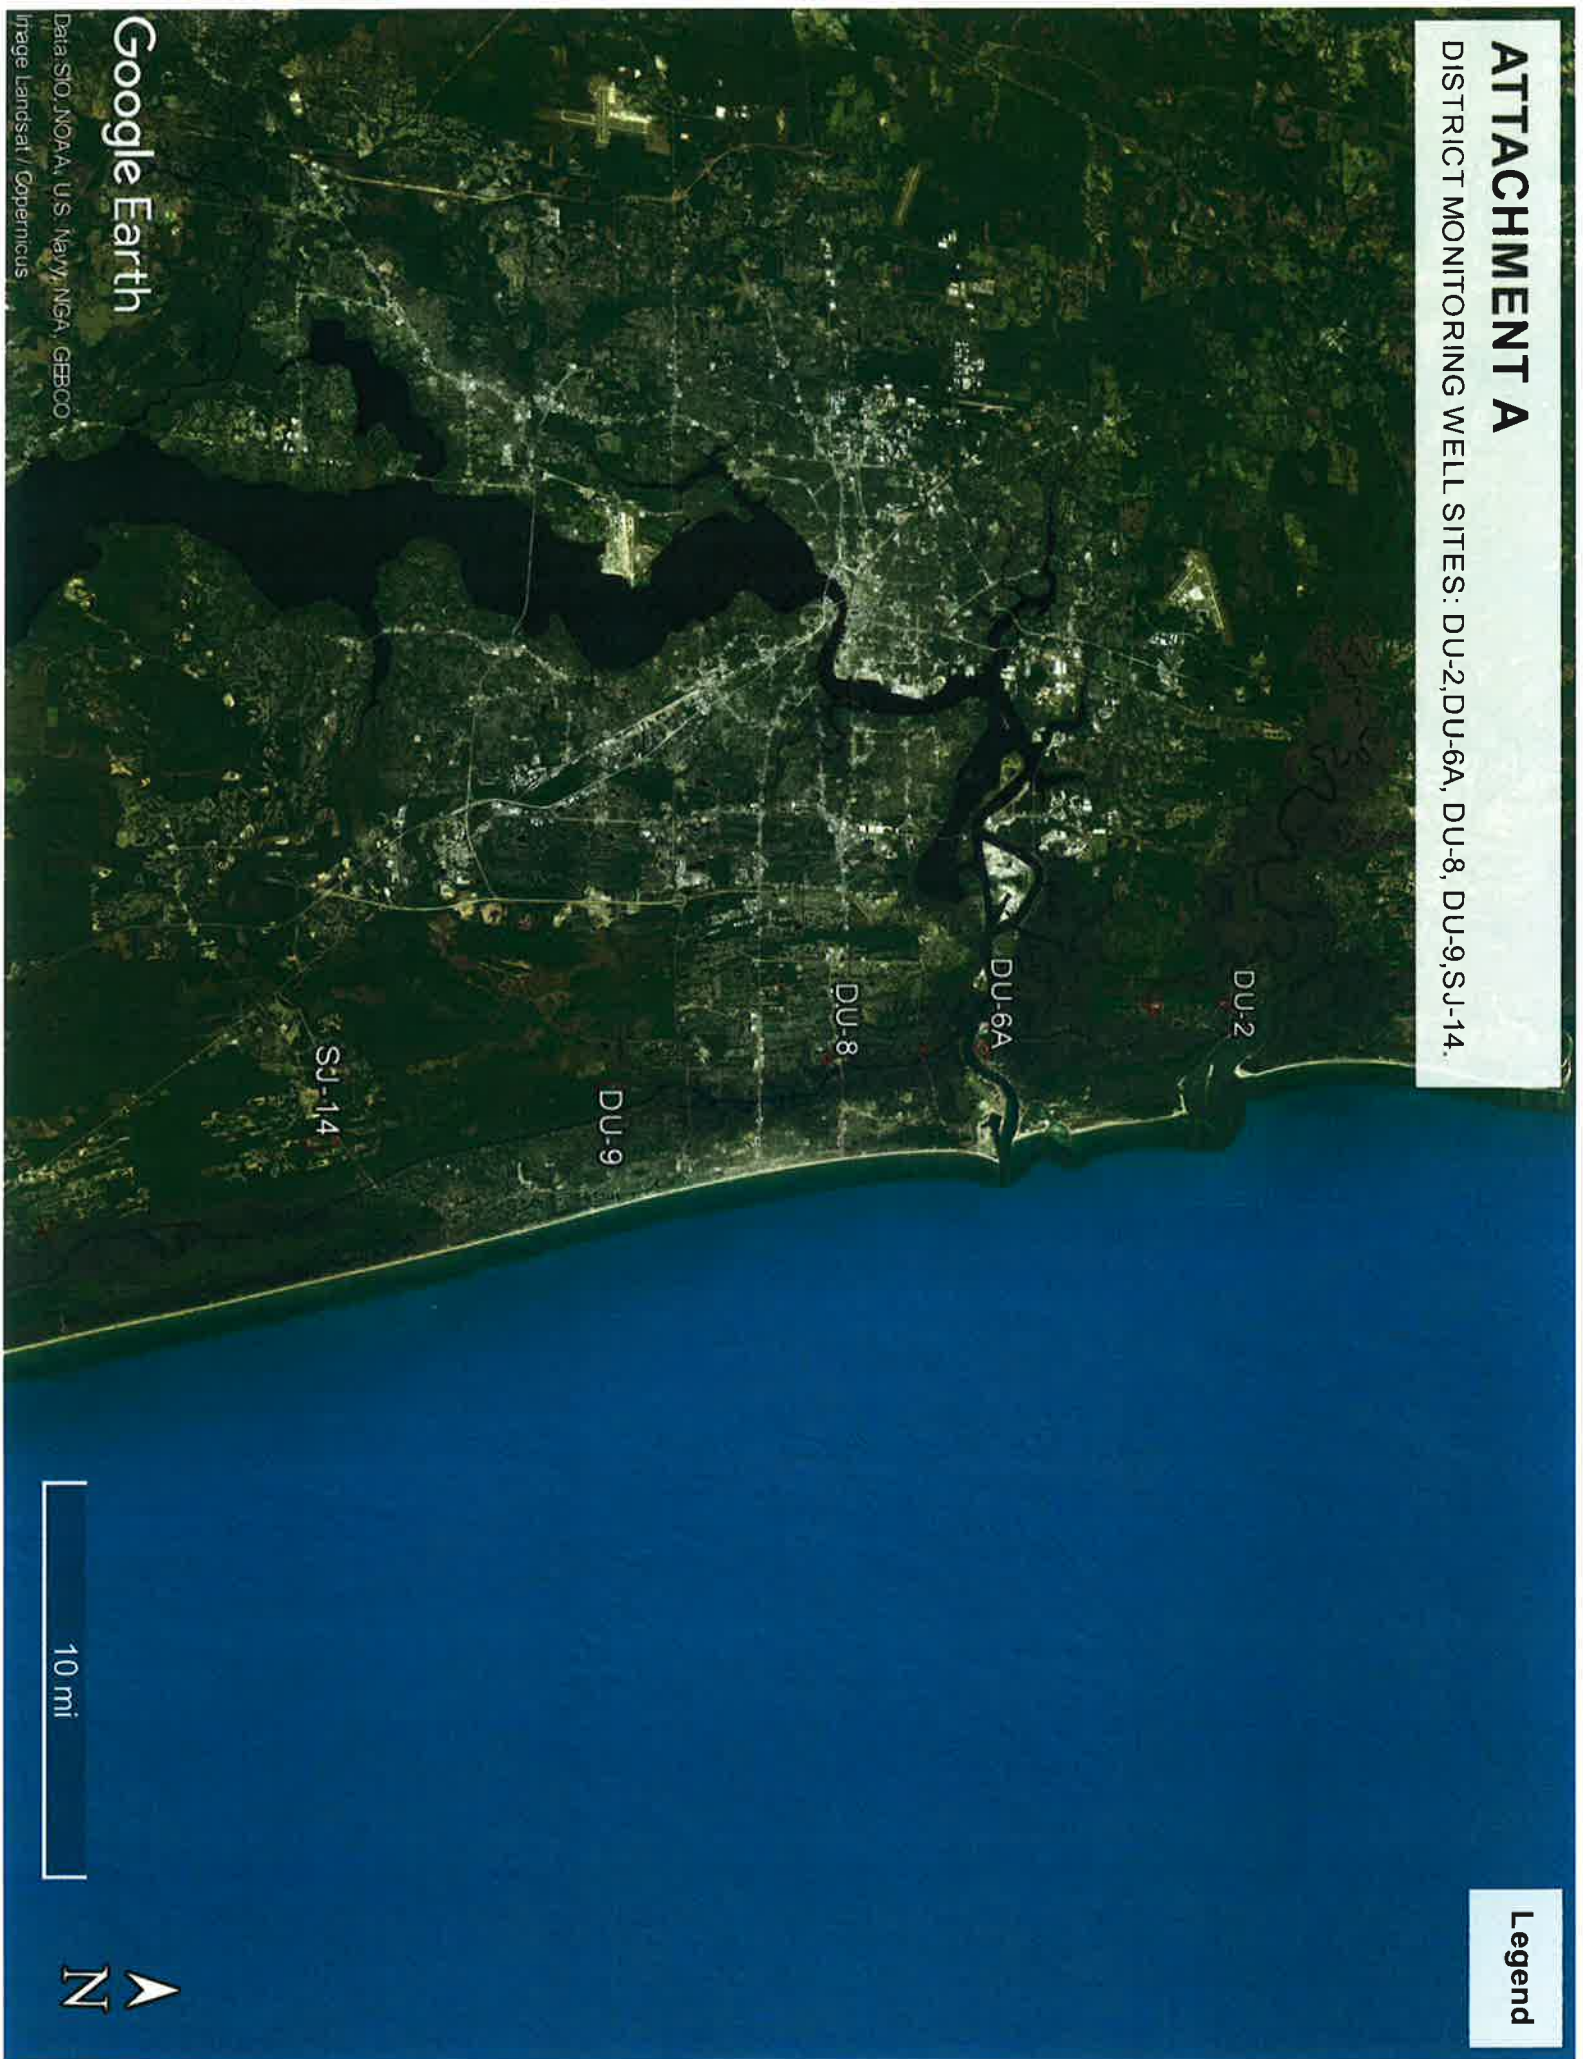 ATTACHMENT A
DISTRICT MONITORING WELL SITES: DU-2,DU-6A, DU-8, DU-9,SJ-14.
Legend
DU-2
DU-6A
DU-8
DU-9
SJ-14
Google Earth
Data SIO, NOAA, U.S. Navy, NGA, GEBCO
Image Landsat / Copernicus
10 mi
N